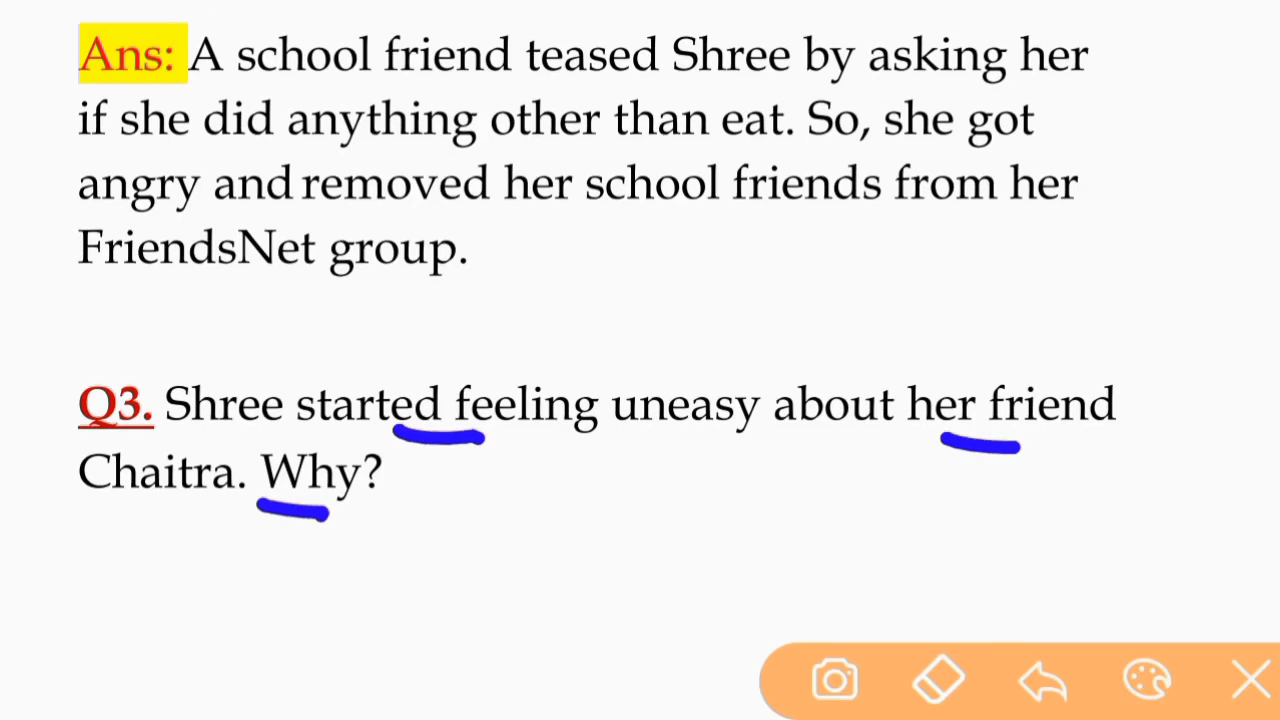 Ans: A school friend teased Shree by asking her
if she did anything other than eat. So, she got
angry and removed her school friends from her
FriendsNet group.
Q3. Shree started feeling uneasy about her friend
Chaitra. Why?